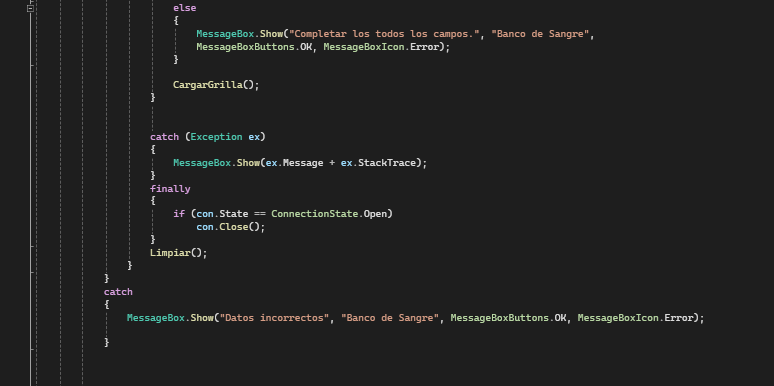 else
{
MessageBox.Show("Completar los todos los campos.", "Banco de Sangre",
MessageBoxButtons.OK, MessageBoxIcon.Error);
}
CargarGrilla();
}
catch (Exception ex)
{
MessageBox.Show(ex.Message + ex.StackTrace);
}
finally
{
if (con.State == ConnectionState.Open)
con.Close();
}
Limpiar();
}
}
catch
{
MessageBox.Show("Datos incorrectos", "Banco de Sangre", MessageBoxButtons.OK, MessageBoxIcon.Error);
}